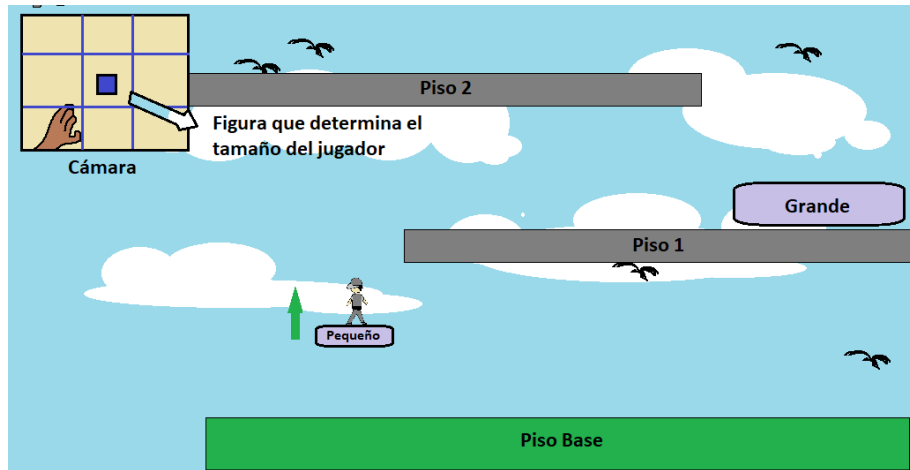 Piso 2
Figura que determina el
tamaño del jugador
Cámara
Grande
Piso 1
Pequeño
Piso Base